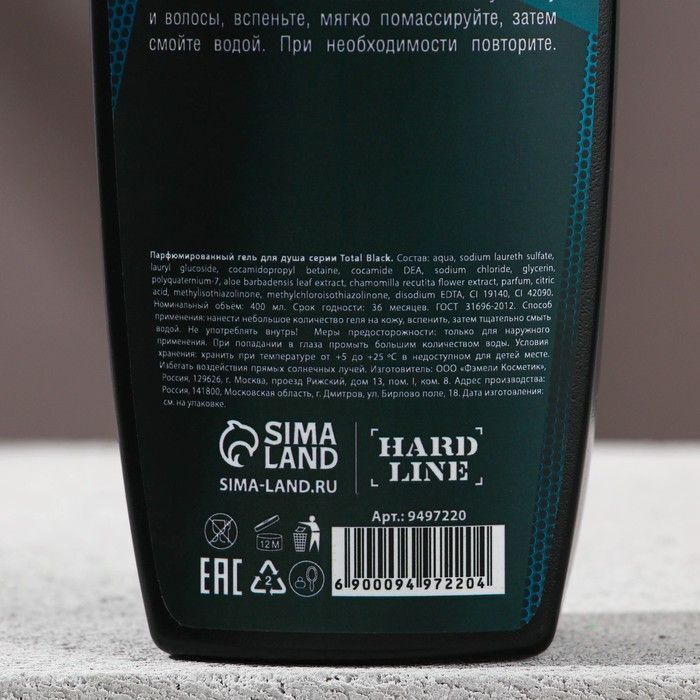 и волосы, вспеньте, мягко помассируйте, затем
смойте водой. При необходимости повторите.
Парфюмированный гель для душа серии Total Black. Состав: aqua, sodium laureth sulfate,
lauryl glucoside, cocamidopropyl betaine, cocamide DEA, sodium chloride, glycerin,
polyquaternium-7, aloe barbadensis leaf extract, chamomilla recutita flower extract, parfum, citric
acid, methylisothiazolinone, methylchloroisothiazolinone, disodium EDTA, CI 19140, CI 42090.
Номинальный объём: 400 мл. Срок годности: 36 месяцев. ГОСТ 31696-2012. Способ
применения: нанести небольшое количество геля на кожу, вспенить, затем тщательно смыть
водой. Не употреблять внутрь! Меры предосторожности: только для наружного
применения. При попадании в глаза промыть большим количеством воды. Условия
хранения: хранить при температуре от +5 до +25 °С в недоступном для детей месте.
Избегать воздействия прямых солнечных лучей. Изготовитель: ООО «Фэмели Косметик»,
Россия, 129626, г. Москва, проезд Рижский, дом 13, пом. I, ком. 8. Адрес производства:
Россия, 141800, Московская область, г. Дмитров, ул. Бирлово поле, 18. Дата изготовления:
см. на упаковке.
SIMA
LAND
SIMA-LAND.RU
HARD
LINE
Арт.: 9497220
12M
EAC
2
6 900094 972204